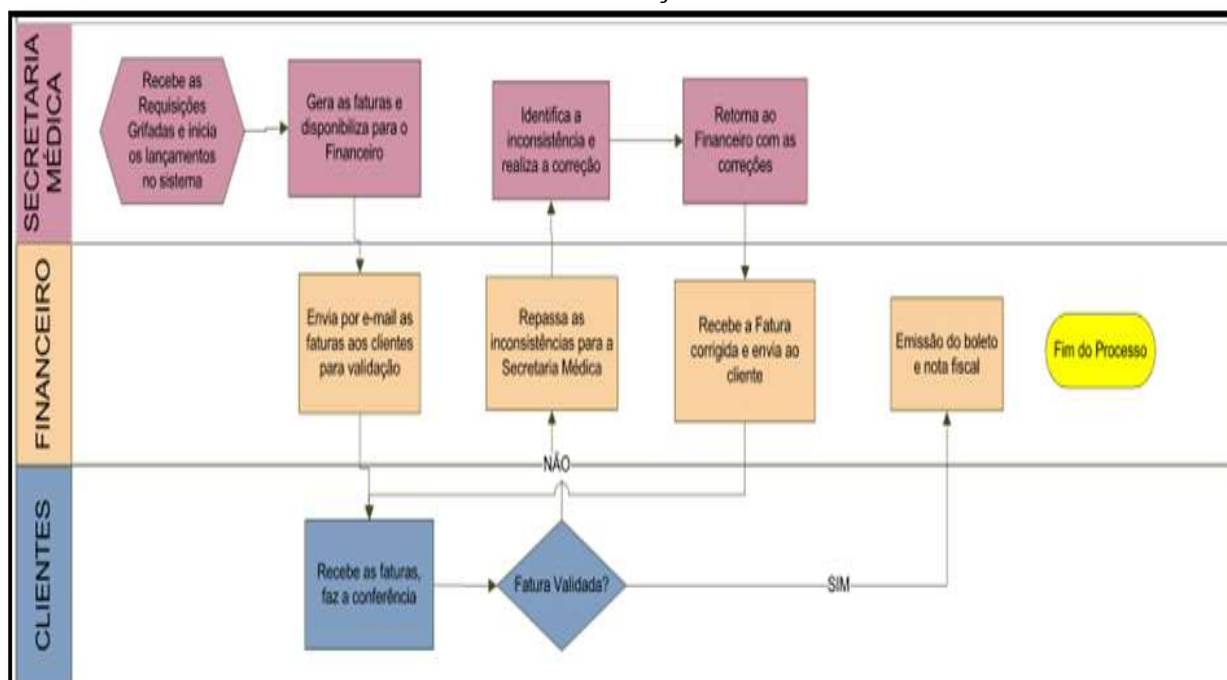 SECRETARIA
MÉDICA
Recebe as
Requisições
Grifadas e inicia
os lançamentos
no sistema
Gera as faturas e
disponibiliza para o
Financeiro
Identifica a
inconsistência e
realiza a correção
Retorna ao
Financeiro com as
correções
FINANCEIRO
Envia por e-mail as
faturas aos clientes
para validação
Repassa as
inconsistências para a
Secretaria Médica
Recebe a Fatura
corrigida e envia ao
cliente
Emissão do boleto
e nota fiscal
Fim do Processo
CLIENTES
Recebe as faturas,
faz a conferência
Fatura Validada?
NÃO
SIM